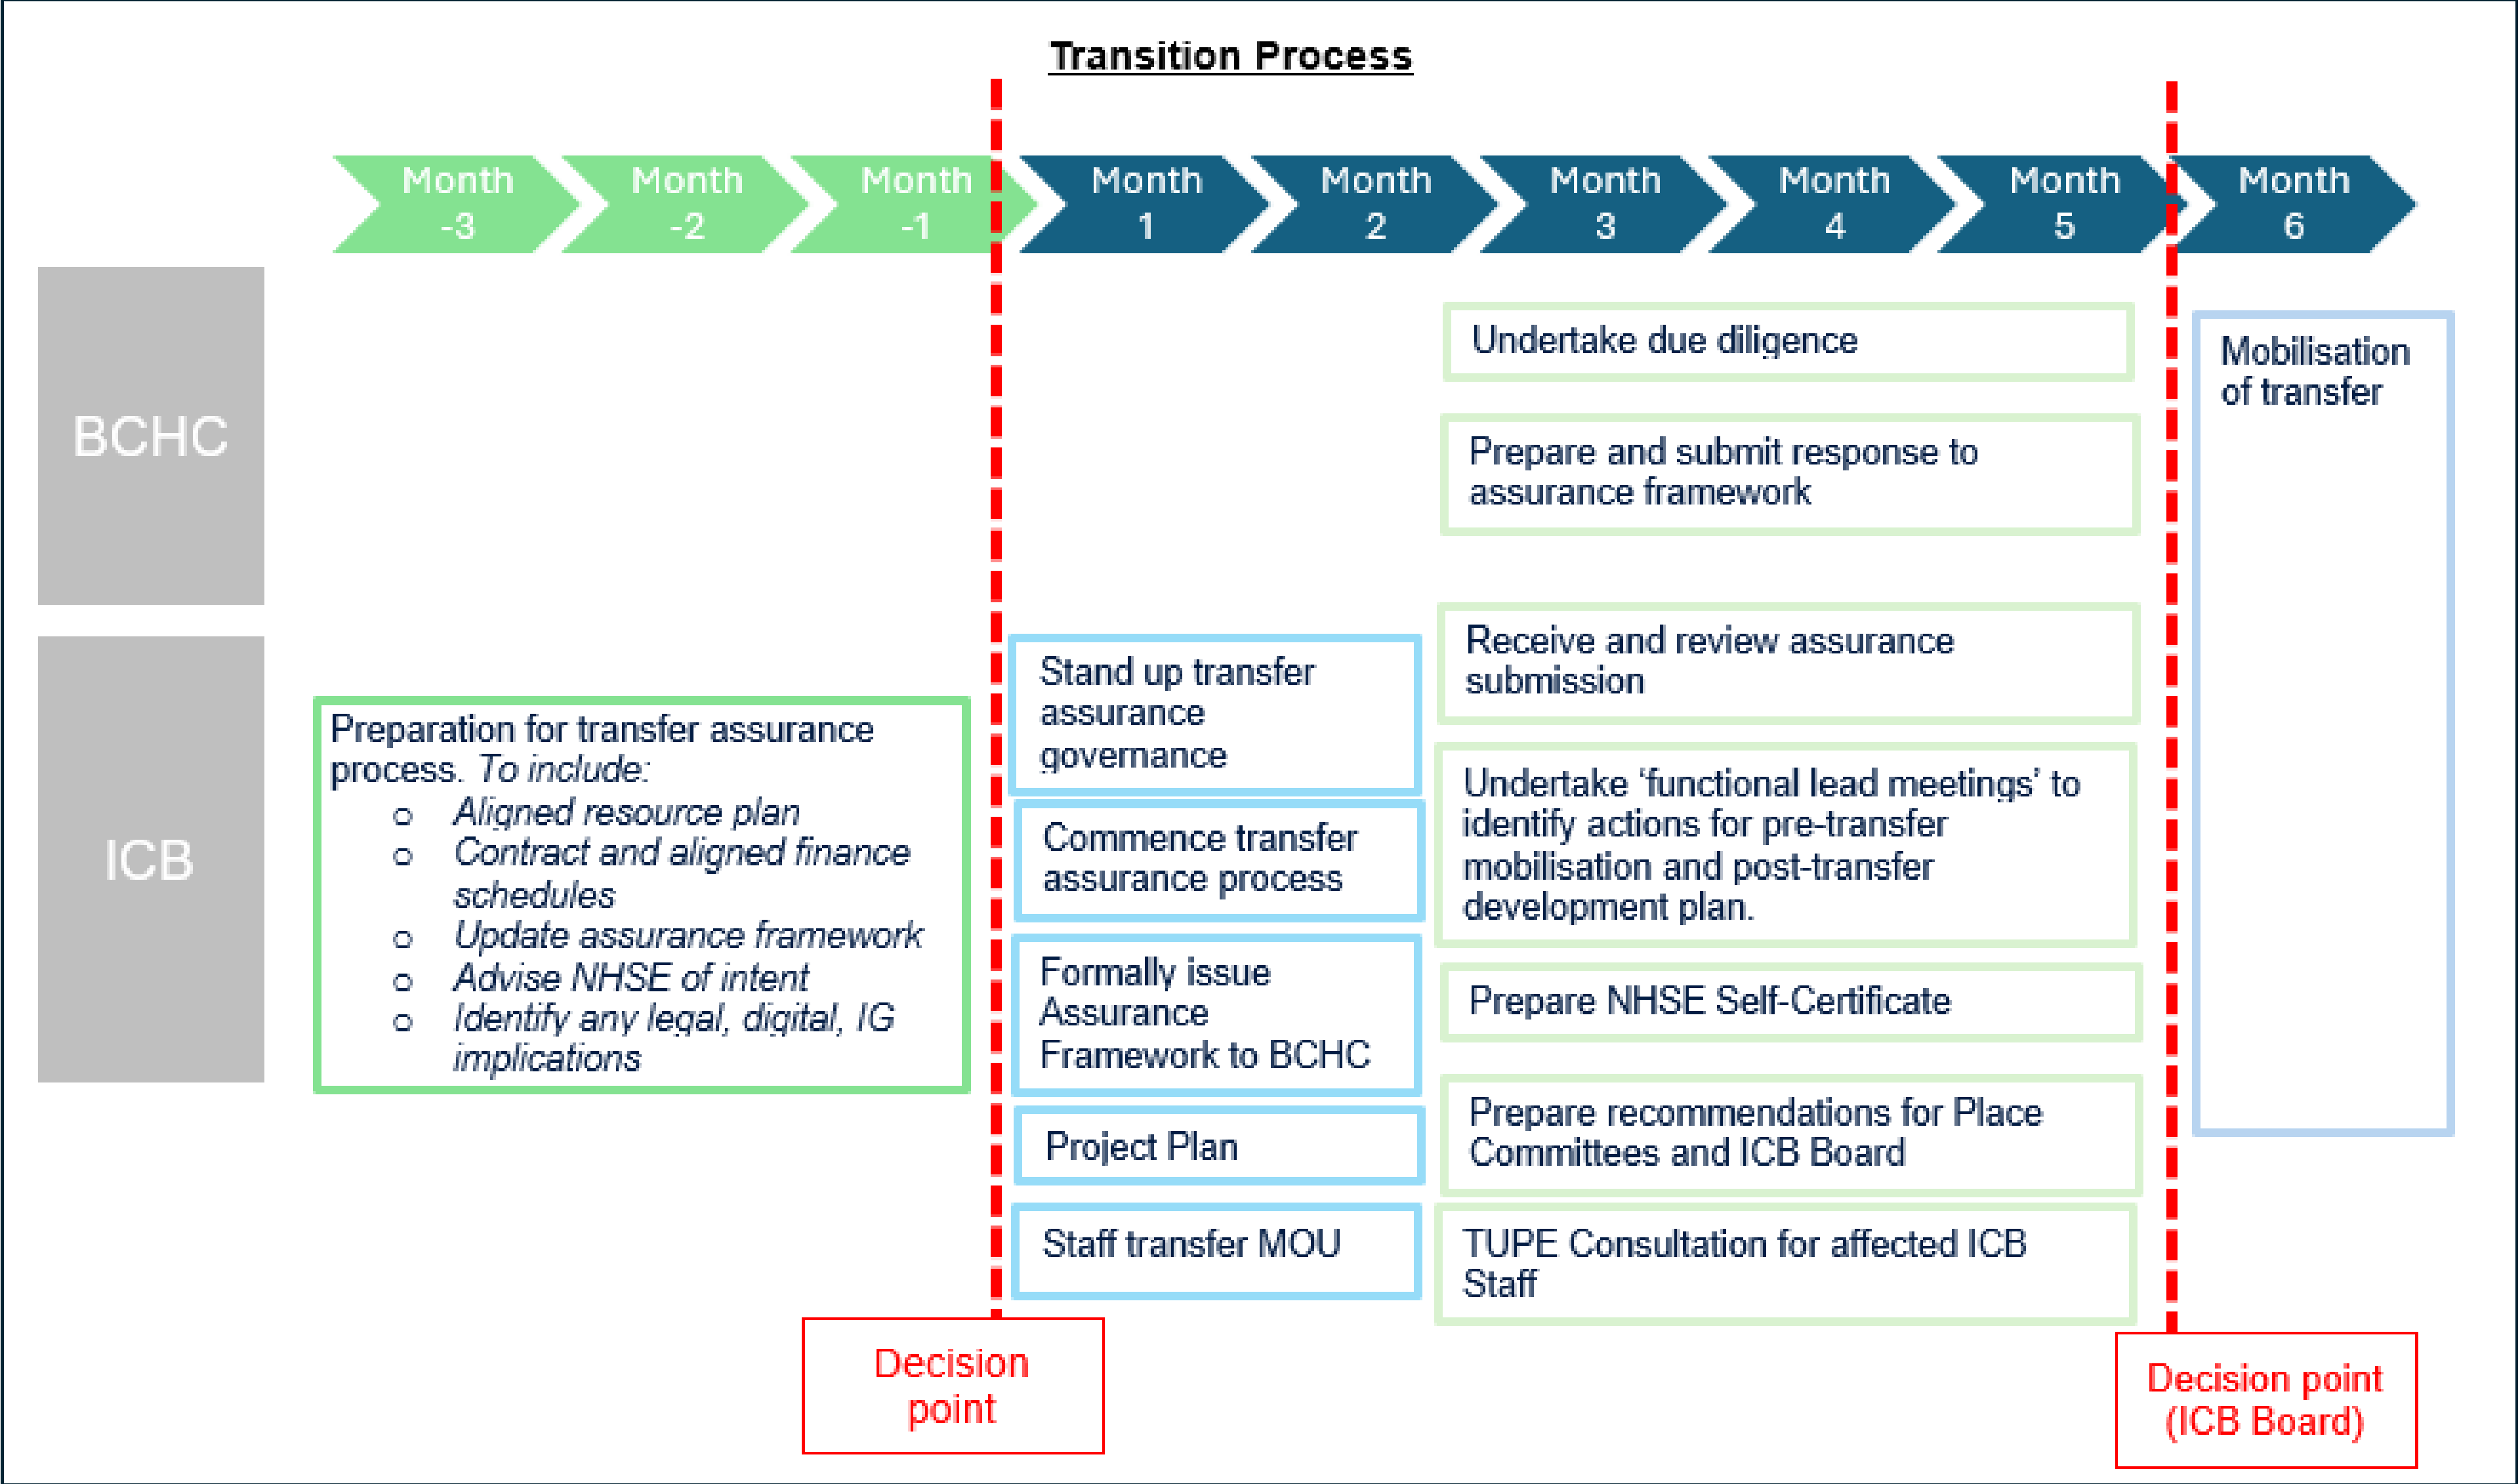 Transition Process
Month
-3
Month
-2
Month
-1
Month
1
Month
2
Month
3
Month
4
Month
5
Month
6
BCHC
Undertake due diligence
Prepare and submit response to
assurance framework
Mobilisation
of transfer
ICB
Preparation for transfer assurance
process. To include:
o Aligned resource plan
o Contract and aligned finance
schedules
o Update assurance framework
o Advise NHSE of intent
o Identify any legal, digital, IG
implications
Stand up transfer
assurance
governance
Commence transfer
assurance process
Formally issue
Assurance
Framework to BCHC
Project Plan
Staff transfer MOU
Receive and review assurance
submission
Undertake ‘functional lead meetings’ to
identify actions for pre-transfer
mobilisation and post-transfer
development plan.
Prepare NHSE Self-Certificate
Prepare recommendations for Place
Committees and ICB Board
TUPE Consultation for affected ICB
Staff
Decision
point
Decision point
(ICB Board)